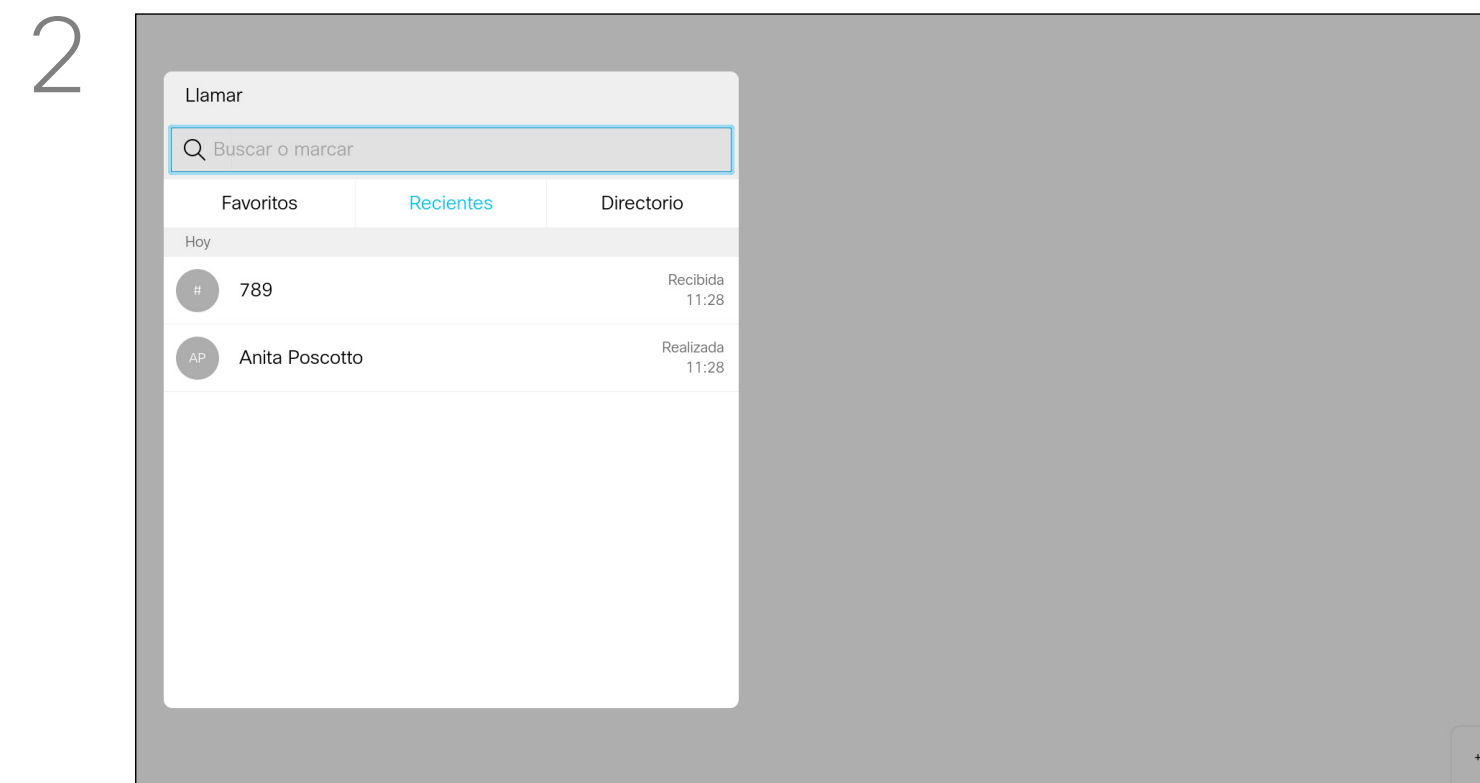 2
Llamar
Buscar o marcar
Favoritos Recientes Directorio
Hoy
# 789 Recibida
11:28
AP Anita Poscotto Realizada
11:28
+